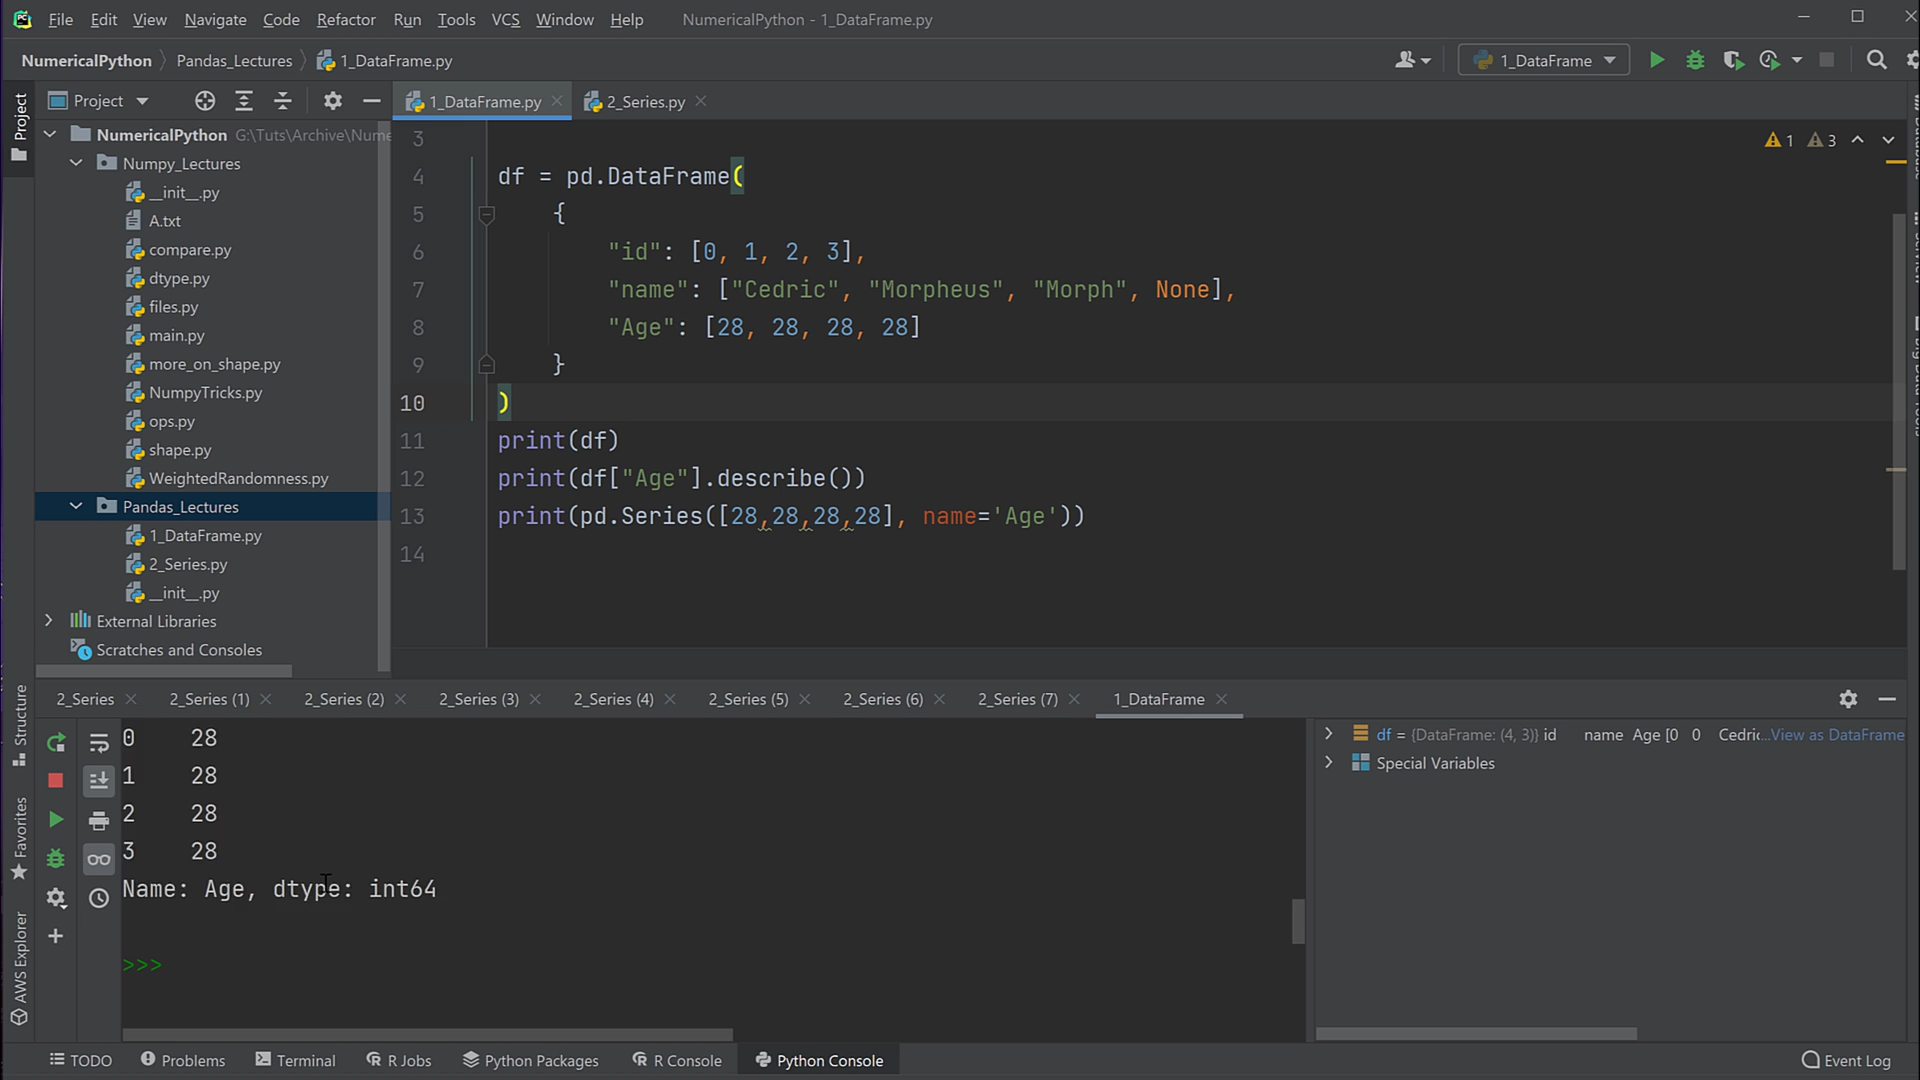 File Edit View Navigate Code Refactor Run Tools VCS Window Help NumericalPython - 1_DataFrame.py
NumericalPython Pandas_Lectures 1_DataFrame.py 1_DataFrame
Project
Project
1_DataFrame.py
2_Series.py
NumericalPython G:\Tuts\Archive\Nume
Numpy_Lectures
__init__.py
A.txt
compare.py
dtype.py
files.py
main.py
more_on_shape.py
NumpyTricks.py
ops.py
shape.py
WeightedRandomness.py
Pandas_Lectures
1_DataFrame.py
2_Series.py
__init__.py
External Libraries
Scratches and Consoles
1 3
3
4 df = pd.DataFrame(
5 {
6 "id": [0, 1, 2, 3],
7 "name": ["Cedric", "Morpheus", "Morph", None],
8 "Age": [28, 28, 28, 28]
9 }
10 )
11 print(df)
12 print(df["Age"].describe())
13 print(pd.Series([28,28,28,28], name='Age'))
14
2_Series 2_Series (1) 2_Series (2) 2_Series (3) 2_Series (4) 2_Series (5) 2_Series (6) 2_Series (7) 1_DataFrame
0 28
1 28
2 28
3 28
Name: Age, dtype: int64
>>>
df = {DataFrame: (4, 3)} id name Age [0 0 Cedric...View as DataFrame
Special Variables
Structure
Favorites
AWS Explorer
TODO Problems Terminal R Jobs Python Packages R Console Python Console Event Log